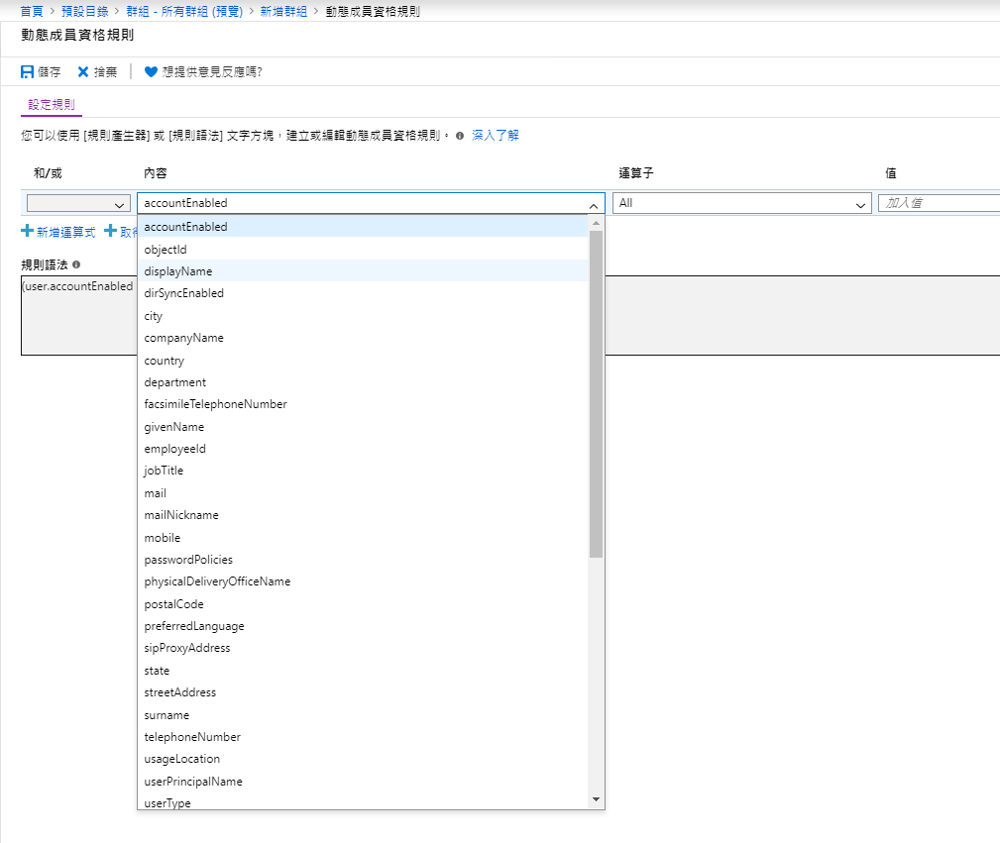 首頁 > 預設目錄 > 群組 - 所有群組 (預覽) > 新增群組 > 動態成員資格規則
動態成員資格規則
儲存 捨棄 想提供意見反應嗎?
設定規則
您可以使用 [規則產生器] 或 [規則語法] 文字方塊，建立或編輯動態成員資格規則。 深入了解
和/或 內容 運算子 值
accountEnabled All 加入值
accountEnabled
新增運算式
objectId
規則語法
displayName
(user.accountEnabled
dirSyncEnabled
city
companyName
country
department
facsimileTelephoneNumber
givenName
employeeId
jobTitle
mail
mailNickname
mobile
passwordPolicies
physicalDeliveryOfficeName
postalCode
preferredLanguage
sipProxyAddress
state
streetAddress
surname
telephoneNumber
usageLocation
userPrincipalName
userType